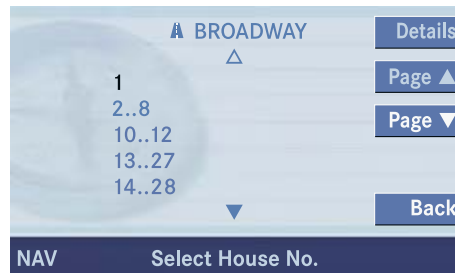 BROADWAY
Details
1
Page
2..8
10..12
Page
13..27
14..28
Back
NAV
Select House No.